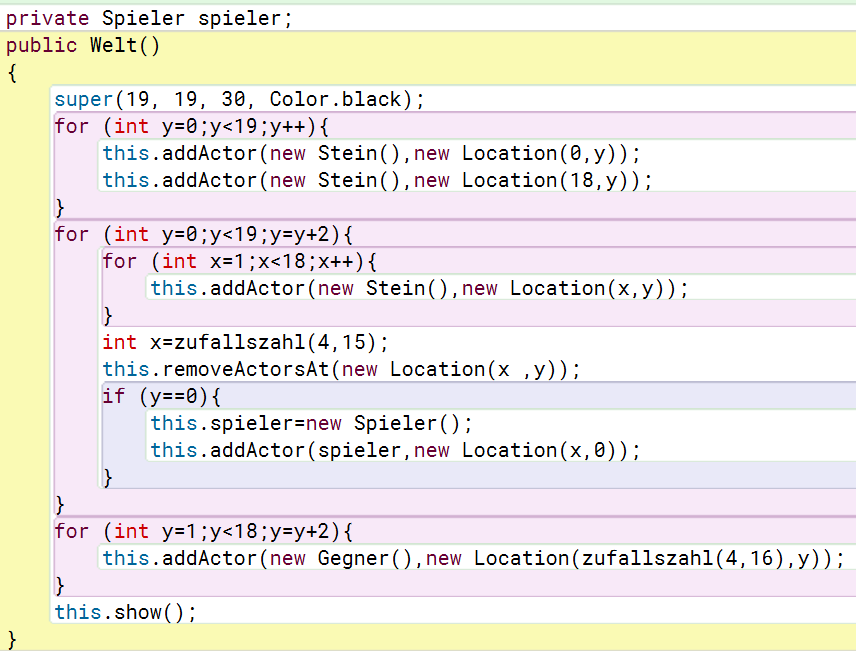 private Spieler spieler;
public Welt()
{
super(19, 19, 30, Color.black);
for (int y=0;y<19;y++){
this.addActor(new Stein(),new Location(0,y));
this.addActor(new Stein(),new Location(18,y));
}
for (int y=0;y<19;y=y+2){
for (int x=1;x<18;x++){
this.addActor(new Stein(),new Location(x,y));
}
int x=zufallszahl(4,15);
this.removeActorsAt(new Location(x ,y));
if (y==0){
this.spieler=new Spieler();
this.addActor(spieler,new Location(x,0));
}
}
for (int y=1;y<18;y=y+2){
this.addActor(new Gegner(),new Location(zufallszahl(4,16),y));
}
this.show();
}